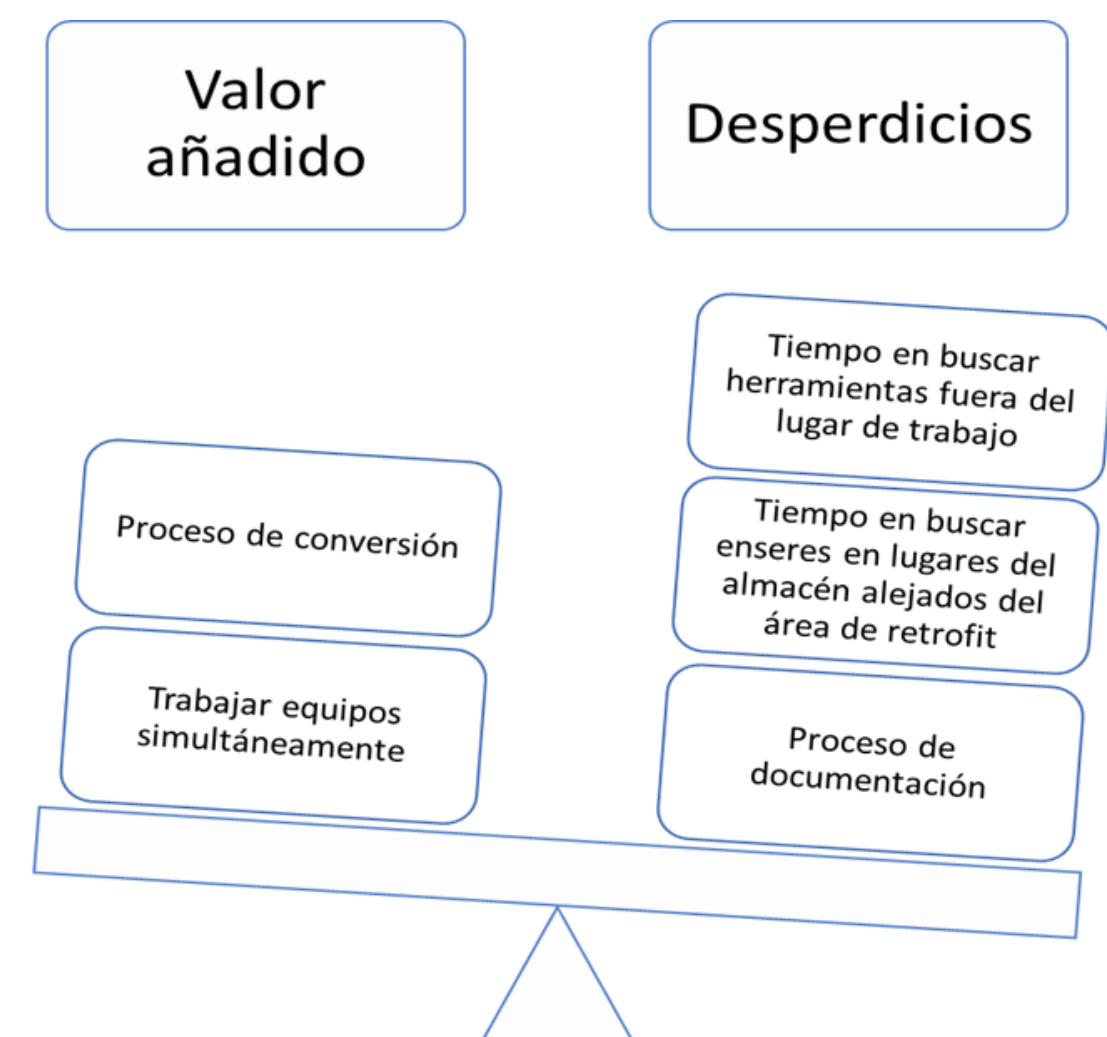 Valor
añadido
Desperdicios
Tiempo en buscar
herramientas fuera del
lugar de trabajo
Proceso de conversión
Tiempo en buscar
enseres en lugares del
almacén alejados del
área de retrofit
Trabajar equipos
simultáneamente
Proceso de
documentación